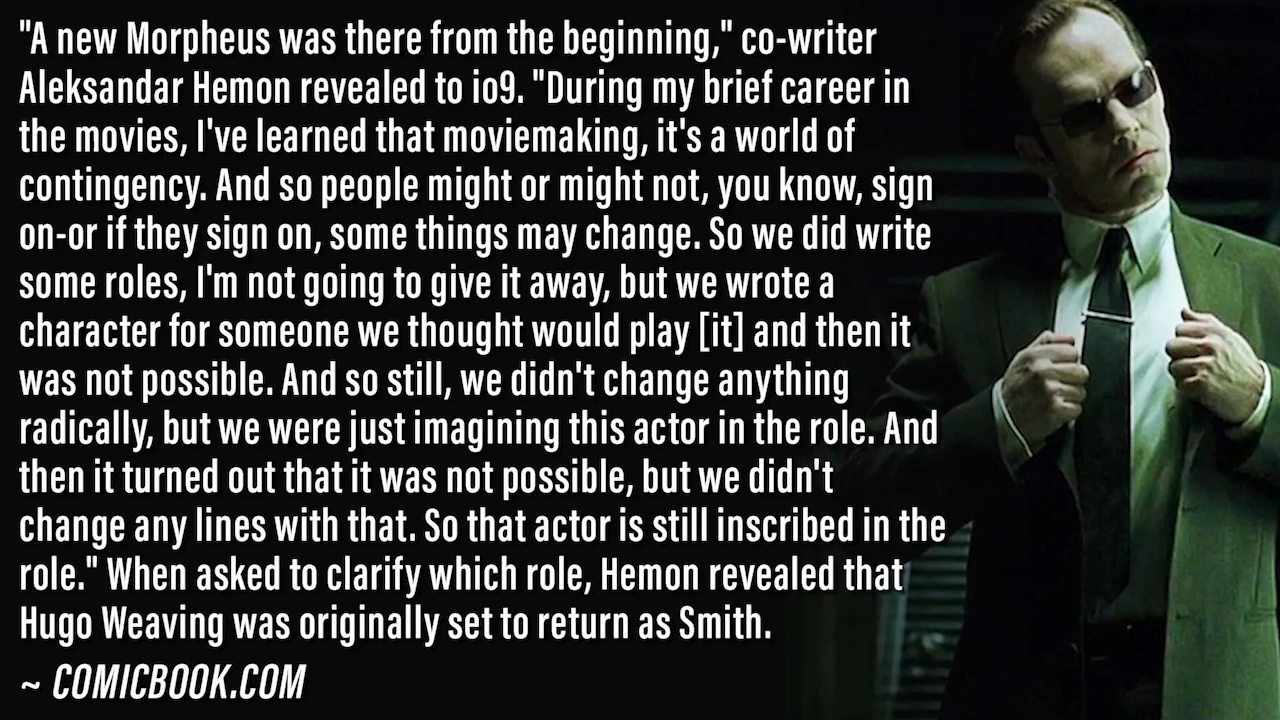 "A new Morpheus was there from the beginning," co-writer
Aleksandar Hemon revealed to io9. "During my brief career in
the movies, I've learned that moviemaking, it's a world of
contingency. And so people might or might not, you know, sign
on-or if they sign on, some things may change. So we did write
some roles, I'm not going to give it away, but we wrote a
character for someone we thought would play [it] and then it
was not possible. And so still, we didn't change anything
radically, but we were just imagining this actor in the role. And
then it turned out that it was not possible, but we didn't
change any lines with that. So that actor is still inscribed in the
role." When asked to clarify which role, Hemon revealed that
Hugo Weaving was originally set to return as Smith.
~ COMICBOOK.COM